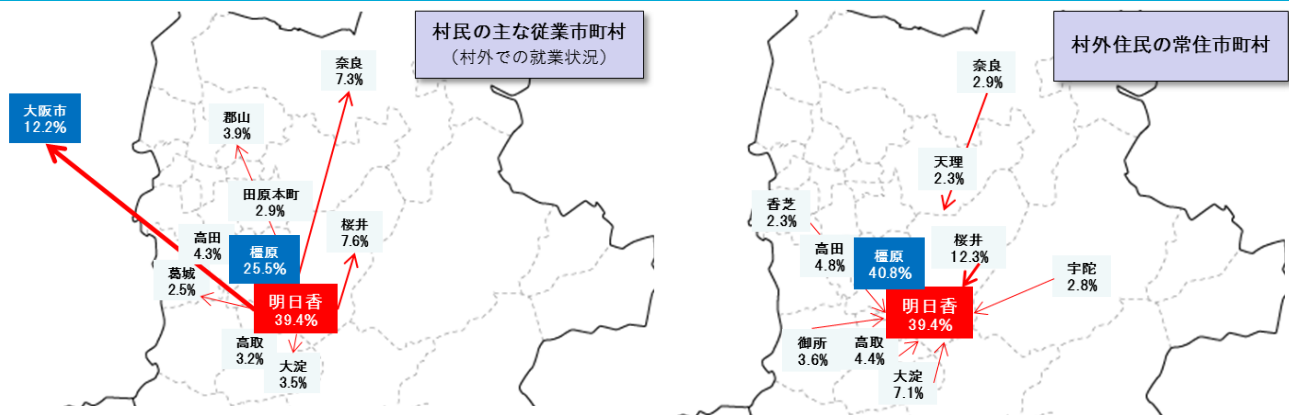 村民の主な従業市町村
（村外での就業状況）
奈良
7.3%
大阪市
12.2%
郡山
3.9%
田原本町
2.9%
桜井
7.6%
高田
4.3%
橿原
25.5%
葛城
2.5%
明日香
39.4%
高取
3.2%
大淀
3.5%
村外住民の常住市町村
奈良
2.9%
天理
2.3%
香芝
2.3%
高田
4.8%
橿原
40.8%
桜井
12.3%
宇陀
2.8%
明日香
39.4%
御所
3.6%
高取
4.4%
大淀
7.1%